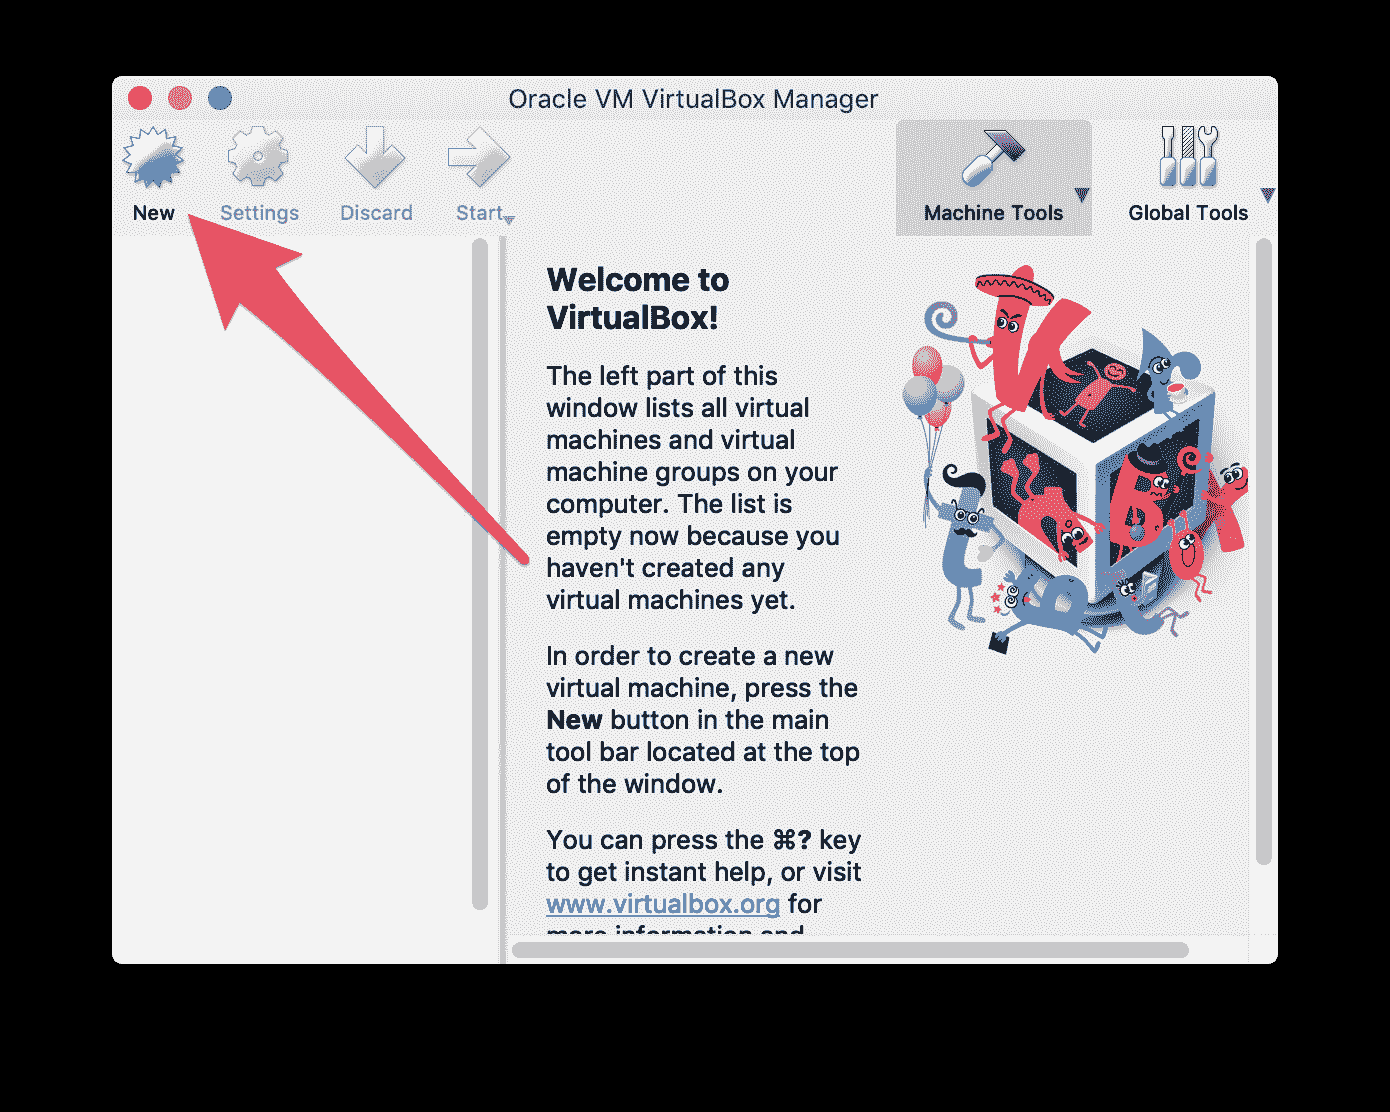 Oracle VM VirtualBox Manager
New
Settings
Discard
Start
Machine Tools
Global Tools
Welcome to
VirtualBox!
The left part of this
window lists all virtual
machines and virtual
machine groups on your
computer. The list is
empty now because you
haven't created any
virtual machines yet.
In order to create a new
virtual machine, press the
New button in the main
tool bar located at the top
of the window.
You can press the ⌘? key
to get instant help, or visit
www.virtualbox.org for
more information and